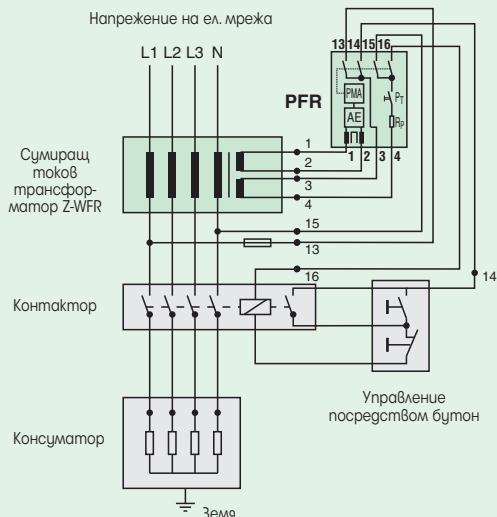 Напрежение на ел. мрежа
L1 L2 L3 N
13 14 15 16
PFR
PMA
AE
PT
RP
1 2 3 4
Сумиращ
токов
трансфор-
матор Z-WFR
1
2
3
4
15
13
16
14
Контактор
Управление
посредством бутон
Консуматор
Земя